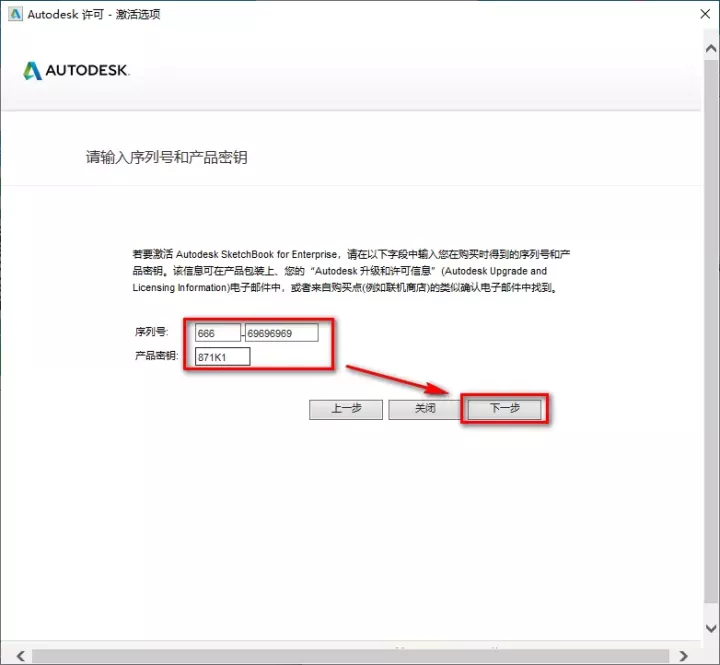 Autodesk 许可 - 激活选项
AUTODESK.
请输入序列号和产品密钥
若要激活 Autodesk SketchBook for Enterprise，请在以下字段中输入您在购买时得到的序列号和产
品密钥。该信息可在产品包装上、您的“Autodesk 升级和许可信息”(Autodesk Upgrade and
Licensing Information)电子邮件中，或者来自购买点(例如联机商店)的类似确认电子邮件中找到。
序列号: 666 - 69696969
产品密钥: 871K1
上一步 关闭 下一步